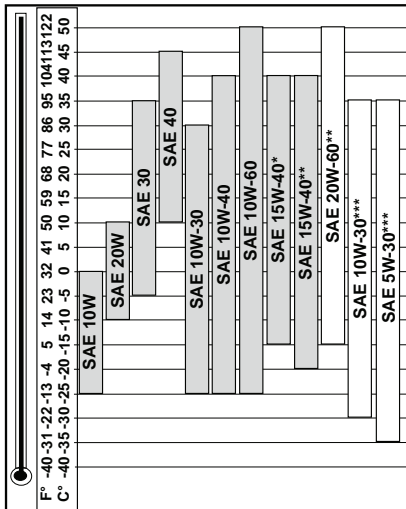 F° -40 -31 -22 -13 -4 5 14 23 32 41 50 59 68 77 86 95 104 113 122
C° -40 -35 -30 -25 -20 -15 -10 -5 0 5 10 15 20 25 30 35 40 45 50
SAE 10W
SAE 20W
SAE 30
SAE 40
SAE 10W-30
SAE 10W-40
SAE 10W-60
SAE 15W-40*
SAE 15W-40**
SAE 20W-60**
SAE 10W-30***
SAE 5W-30***